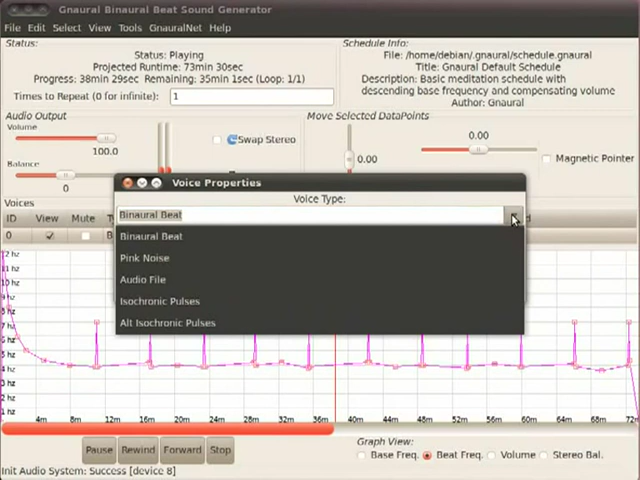 Gnaural Binaural Beat Sound Generator
File Edit Select View Tools GnauralNet Help
Status:
Status: Playing
Projected Runtime: 73min 30sec
Progress: 38min 29sec Remaining: 35min 1sec (Loop: 1/1)
Times to Repeat (0 for infinite): 1
Schedule Info:
File: /home/debian/.gnaural/schedule.gnaural
Title: Gnaural Default Schedule
Description: Basic meditation schedule with
descending base frequency and compensating volume
Author: Gnaural
Audio Output
Volume
100.0
Swap Stereo
Balance
0
Move Selected DataPoints
0.00
0.00
Magnetic Pointer
Voices
ID View Mute
0
Voice Properties
Voice Type:
Binaural Beat
Binaural Beat
Pink Noise
Audio File
Isochronic Pulses
Alt Isochronic Pulses
12 hz
11 hz
10 hz
9 hz
8 hz
7 hz
6 hz
5 hz
4 hz
3 hz
2 hz
1 hz
4m 8m 12m 16m 20m 24m 28m 32m 36m 40m 44m 48m 52m 56m 60m 64m 68m 72m
Pause Rewind Forward Stop
Graph View:
Base Freq. Beat Freq. Volume Stereo Bal.
Init Audio System: Success [device 8]